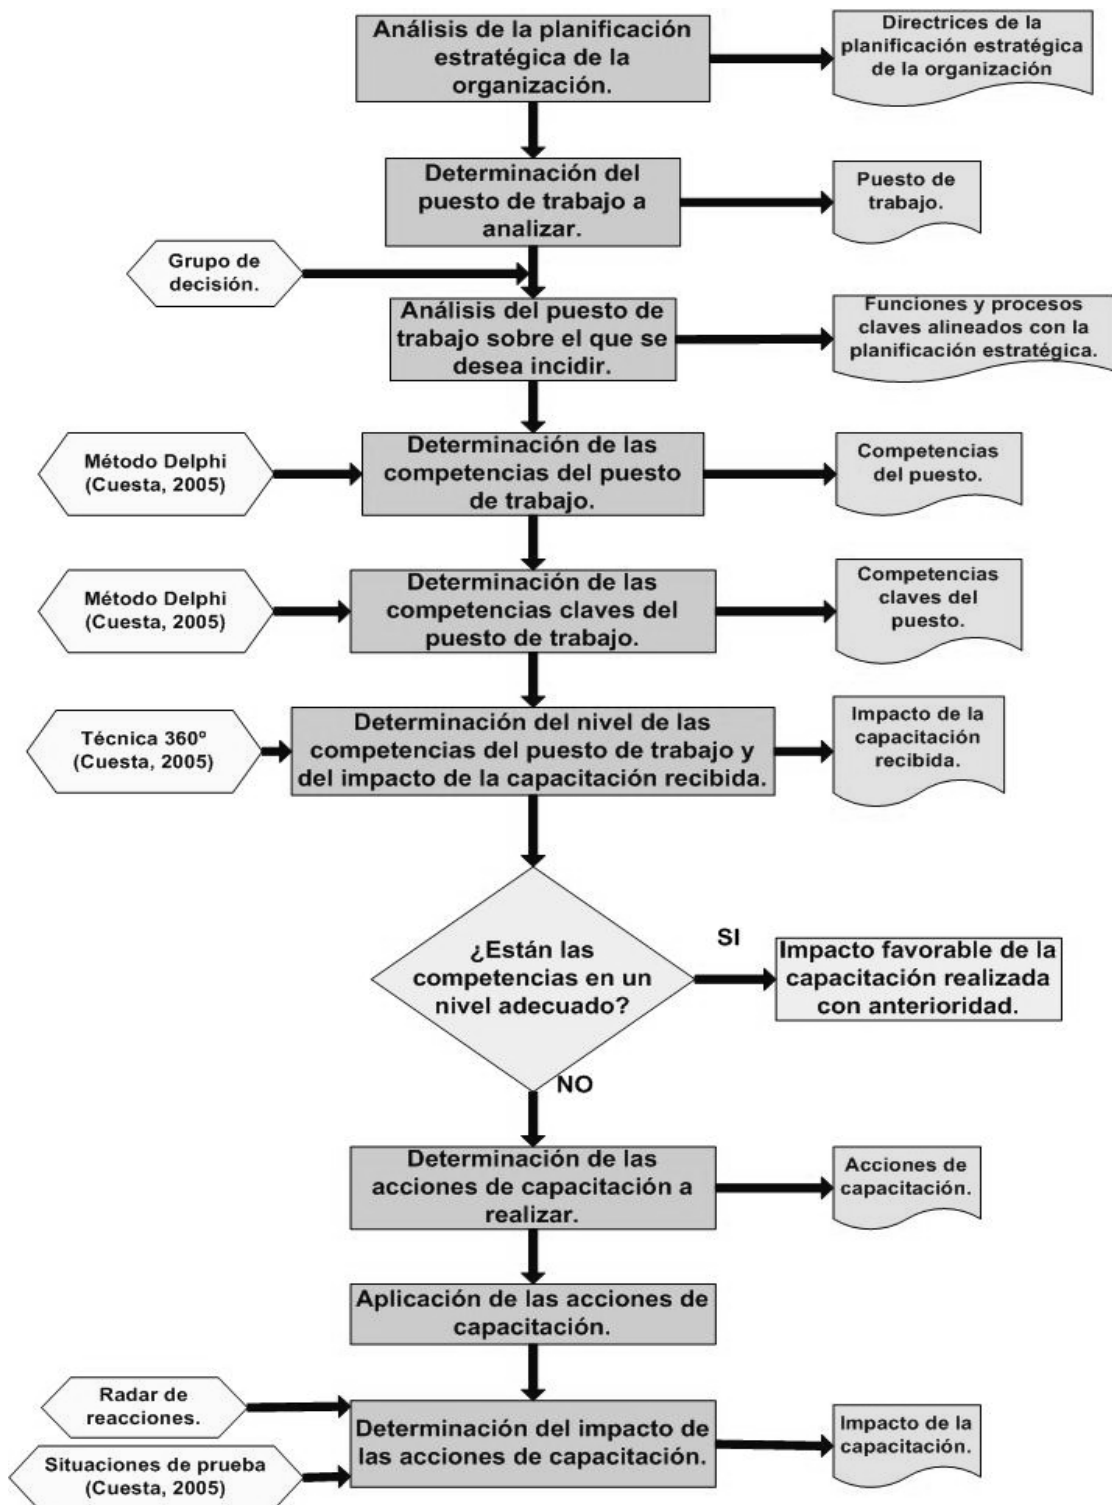 Análisis de la planificación
estratégica de la
organización.
Directrices de la
planificación estratégica
de la organización
Determinación del
puesto de trabajo a
analizar.
Puesto de
trabajo.
Grupo de
decisión.
Análisis del puesto de
trabajo sobre el que se
desea incidir.
Funciones y procesos
claves alineados con la
planificación estratégica.
Método Delphi
(Cuesta, 2005)
Determinación de las
competencias del puesto
de trabajo.
Competencias
del puesto.
Método Delphi
(Cuesta, 2005)
Determinación de las
competencias claves del
puesto de trabajo.
Competencias
claves del
puesto.
Técnica 360º
(Cuesta, 2005)
Determinación del nivel de las
competencias del puesto de trabajo y
del impacto de la capacitación recibida.
Impacto de la
capacitación
recibida.
¿Están las
competencias en un
nivel adecuado?
SI
Impacto favorable de la
capacitación realizada
con anterioridad.
NO
Determinación de las
acciones de capacitación a
realizar.
Acciones de
capacitación.
Aplicación de las acciones de
capacitación.
Radar de
reacciones.
Situaciones de prueba
(Cuesta, 2005)
Determinación del impacto de
las acciones de capacitación.
Impacto de la
capacitación.